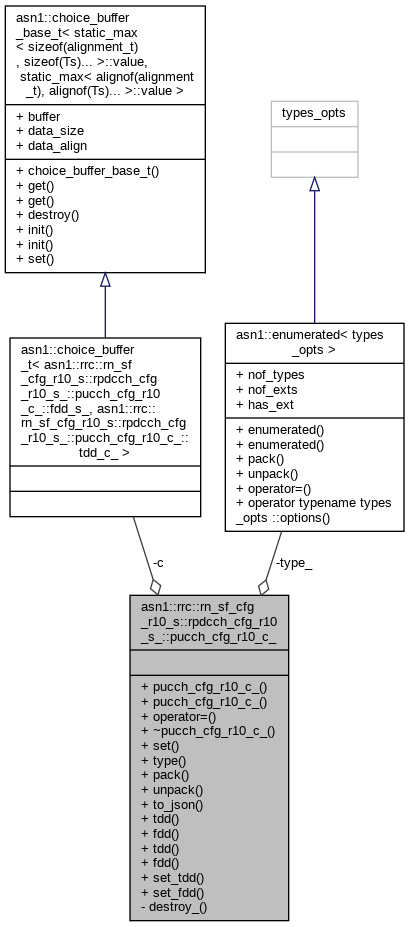 asn1::choice_buffer
_base_t< static_max
< sizeof(alignment_t)
, sizeof(Ts)... >::value,
static_max< alignof(alignment
_t), alignof(Ts)... >::value >
+ buffer
+ data_size
+ data_align
+ choice_buffer_base_t()
+ get()
+ get()
+ destroy()
+ init()
+ init()
+ set()
types_opts
asn1::choice_buffer
_t< asn1::rrc::rn_sf
_cfg_r10_s::rpdcch_cfg
_r10_s_::pucch_cfg_r10
_c_::fdd_s_, asn1::rrc::
rn_sf_cfg_r10_s::rpdcch_cfg
_r10_s_::pucch_cfg_r10_c_::
tdd_c_ >
asn1::enumerated< types
_opts >
+ nof_types
+ nof_exts
+ has_ext
+ enumerated()
+ enumerated()
+ pack()
+ unpack()
+ operator=()
+ operator typename types
_opts ::options()
-c
-type_
asn1::rrc::rn_sf_cfg
_r10_s::rpdcch_cfg_r10
_s_::pucch_cfg_r10_c_
+ pucch_cfg_r10_c_()
+ pucch_cfg_r10_c_()
+ operator=()
+ ~pucch_cfg_r10_c_()
+ set()
+ type()
+ pack()
+ unpack()
+ to_json()
+ tdd()
+ fdd()
+ tdd()
+ fdd()
+ set_tdd()
+ set_fdd()
- destroy_()